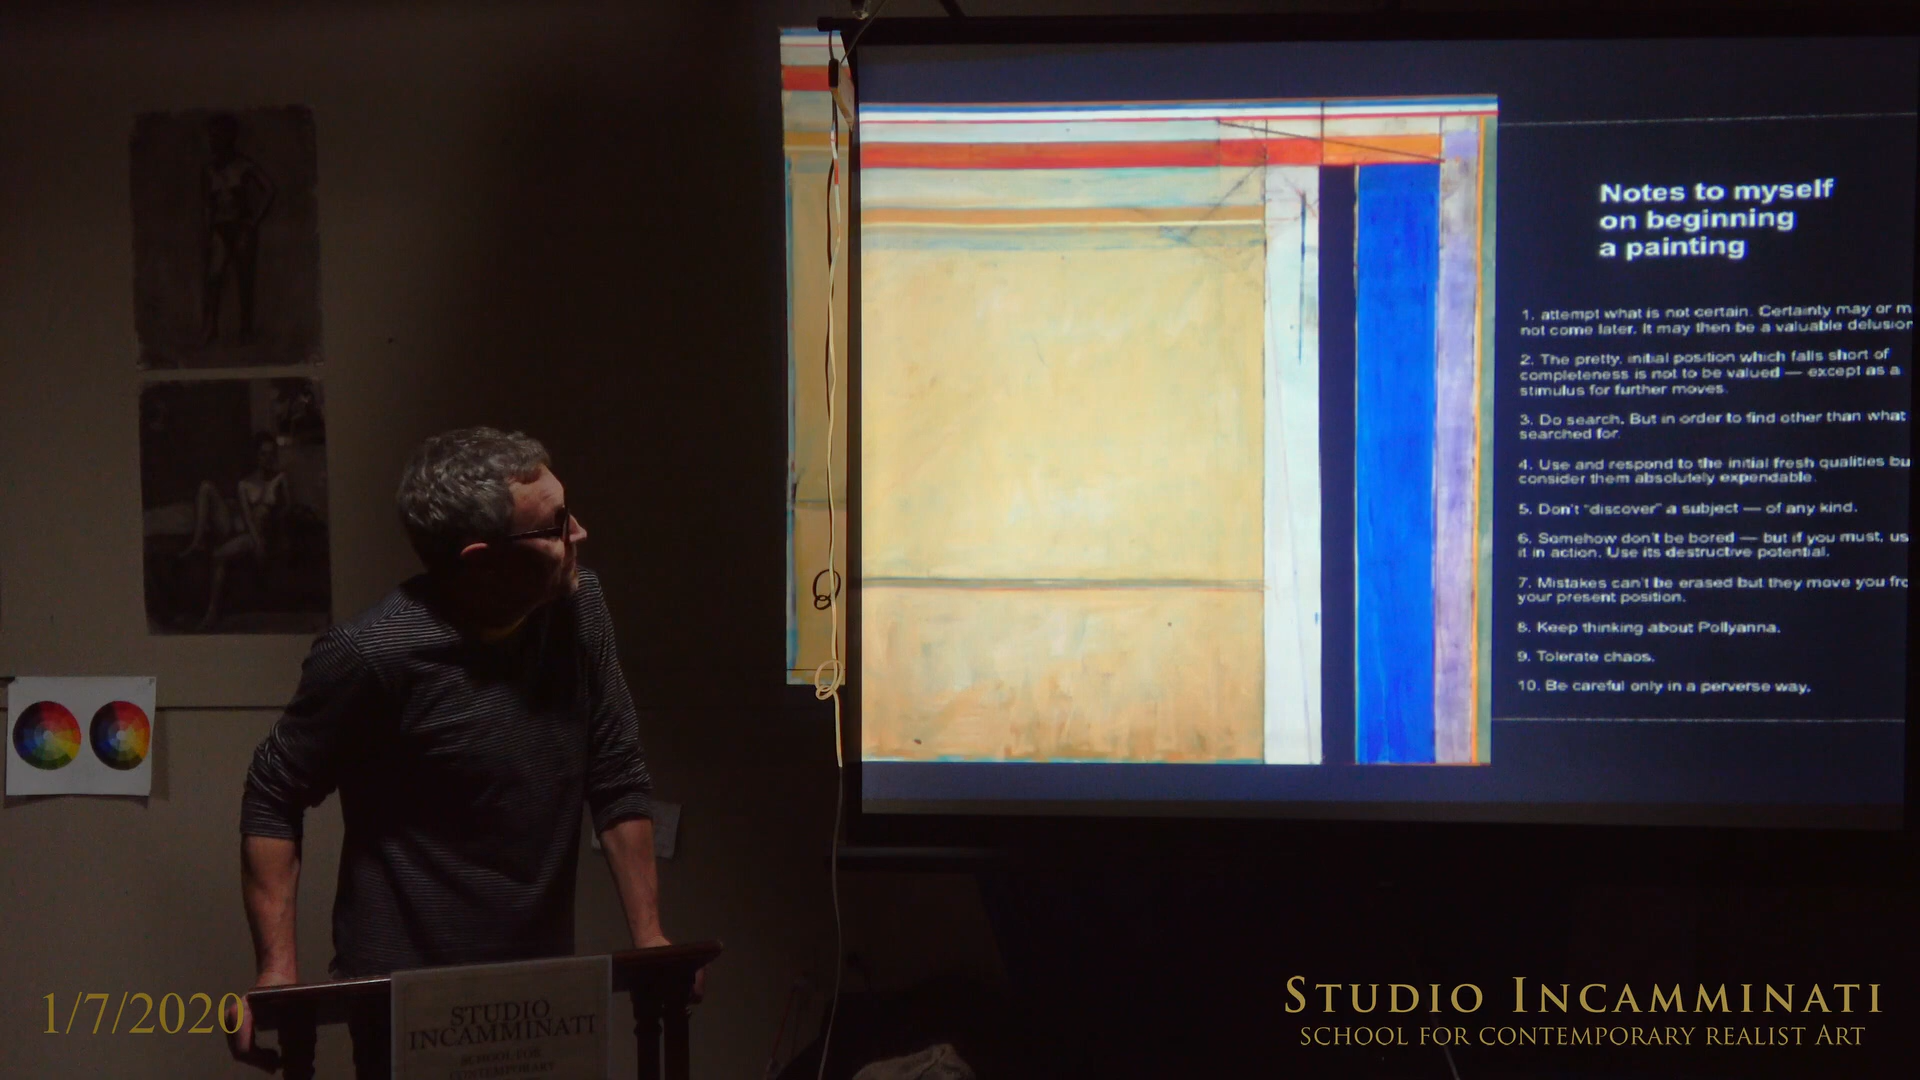 Notes to myself
on beginning
a painting
1. attempt what is not certain. Certainty may or m
not come later. It may then be a valuable delusion
2. The pretty, initial position which falls short of
completeness is not to be valued — except as a
stimulus for further moves.
3. Do search. But in order to find other than what
searched for.
4. Use and respond to the initial fresh qualities bu
consider them absolutely expendable.
5. Don't "discover" a subject — of any kind.
6. Somehow don't be bored — but if you must, us
it in action. Use its destructive potential.
7. Mistakes can't be erased but they move you fro
your present position.
8. Keep thinking about Pollyanna.
9. Tolerate chaos.
10. Be careful only in a perverse way.
STUDIO
INCAMMINATI
SCHOOL FOR
CONTEMPORARY
1/7/2020
STUDIO INCAMMINATI
SCHOOL FOR CONTEMPORARY REALIST ART